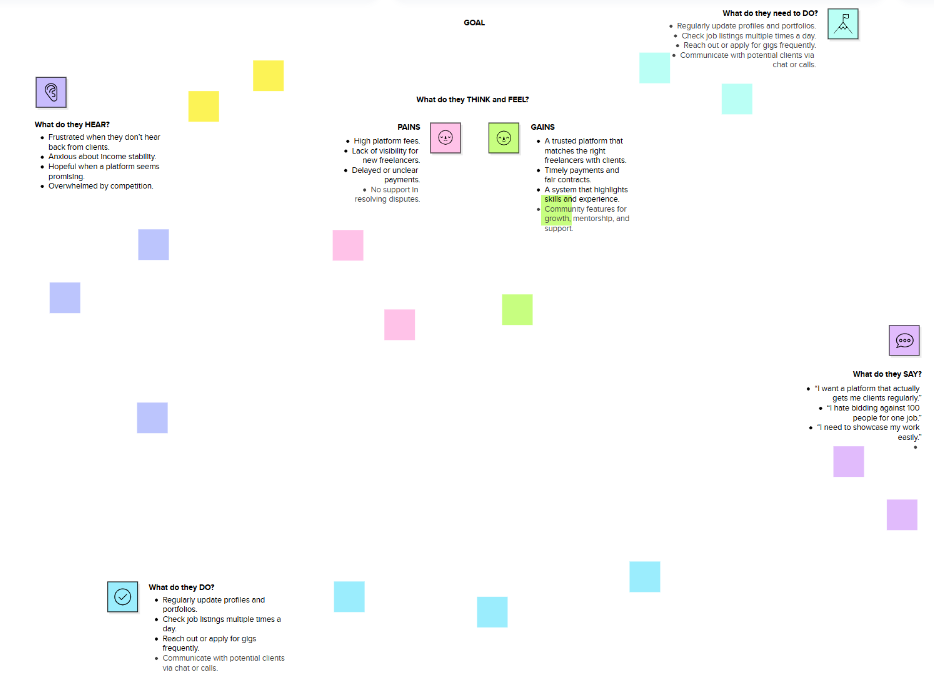 GOAL
What do they need to DO?
• Regularly update profiles and portfolios.
• Check job listings multiple times a day.
• Reach out or apply for gigs frequently.
• Communicate with potential clients via
chat or calls.
What do they THINK and FEEL?
What do they HEAR?
• Frustrated when they don't hear
back from clients.
• Anxious about income stability.
• Hopeful when a platform seems
promising.
• Overwhelmed by competition.
PAINS
• High platform fees.
• Lack of visibility for
new freelancers.
• Delayed or unclear
payments.
• No support in
resolving disputes.
GAINS
• A trusted platform that
matches the right
freelancers with clients.
• Timely payments and
fair contracts.
• A system that highlights
skills and experience.
• Community features for
growth, mentorship, and
support.
What do they SAY?
• "I want a platform that actually
gets me clients regularly."
• "I hate bidding against 100
people for one job."
• "I need to showcase my work
easily."
•
What do they DO?
• Regularly update profiles and
portfolios.
• Check job listings multiple times a
day.
• Reach out or apply for gigs
frequently.
• Communicate with potential clients
via chat or calls.